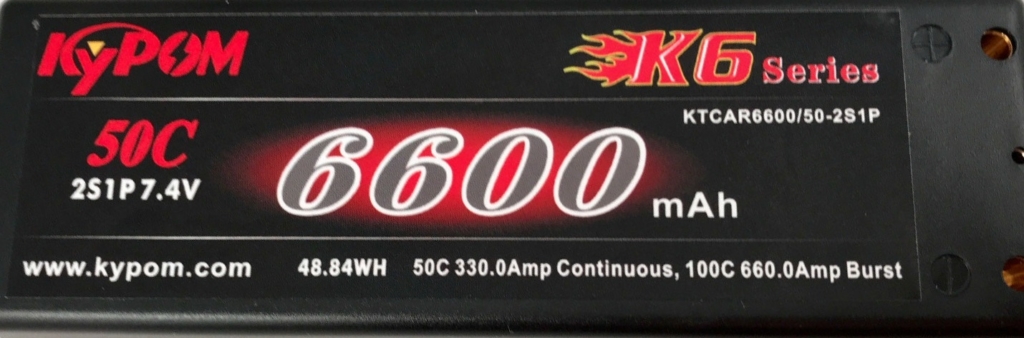 KyPOM
K6 Series
KTCAR6600/50-2S1P
50C
2S1P 7.4V
6600 mAh
www.kypom.com 48.84WH 50C 330.0Amp Continuous, 100C 660.0Amp Burst